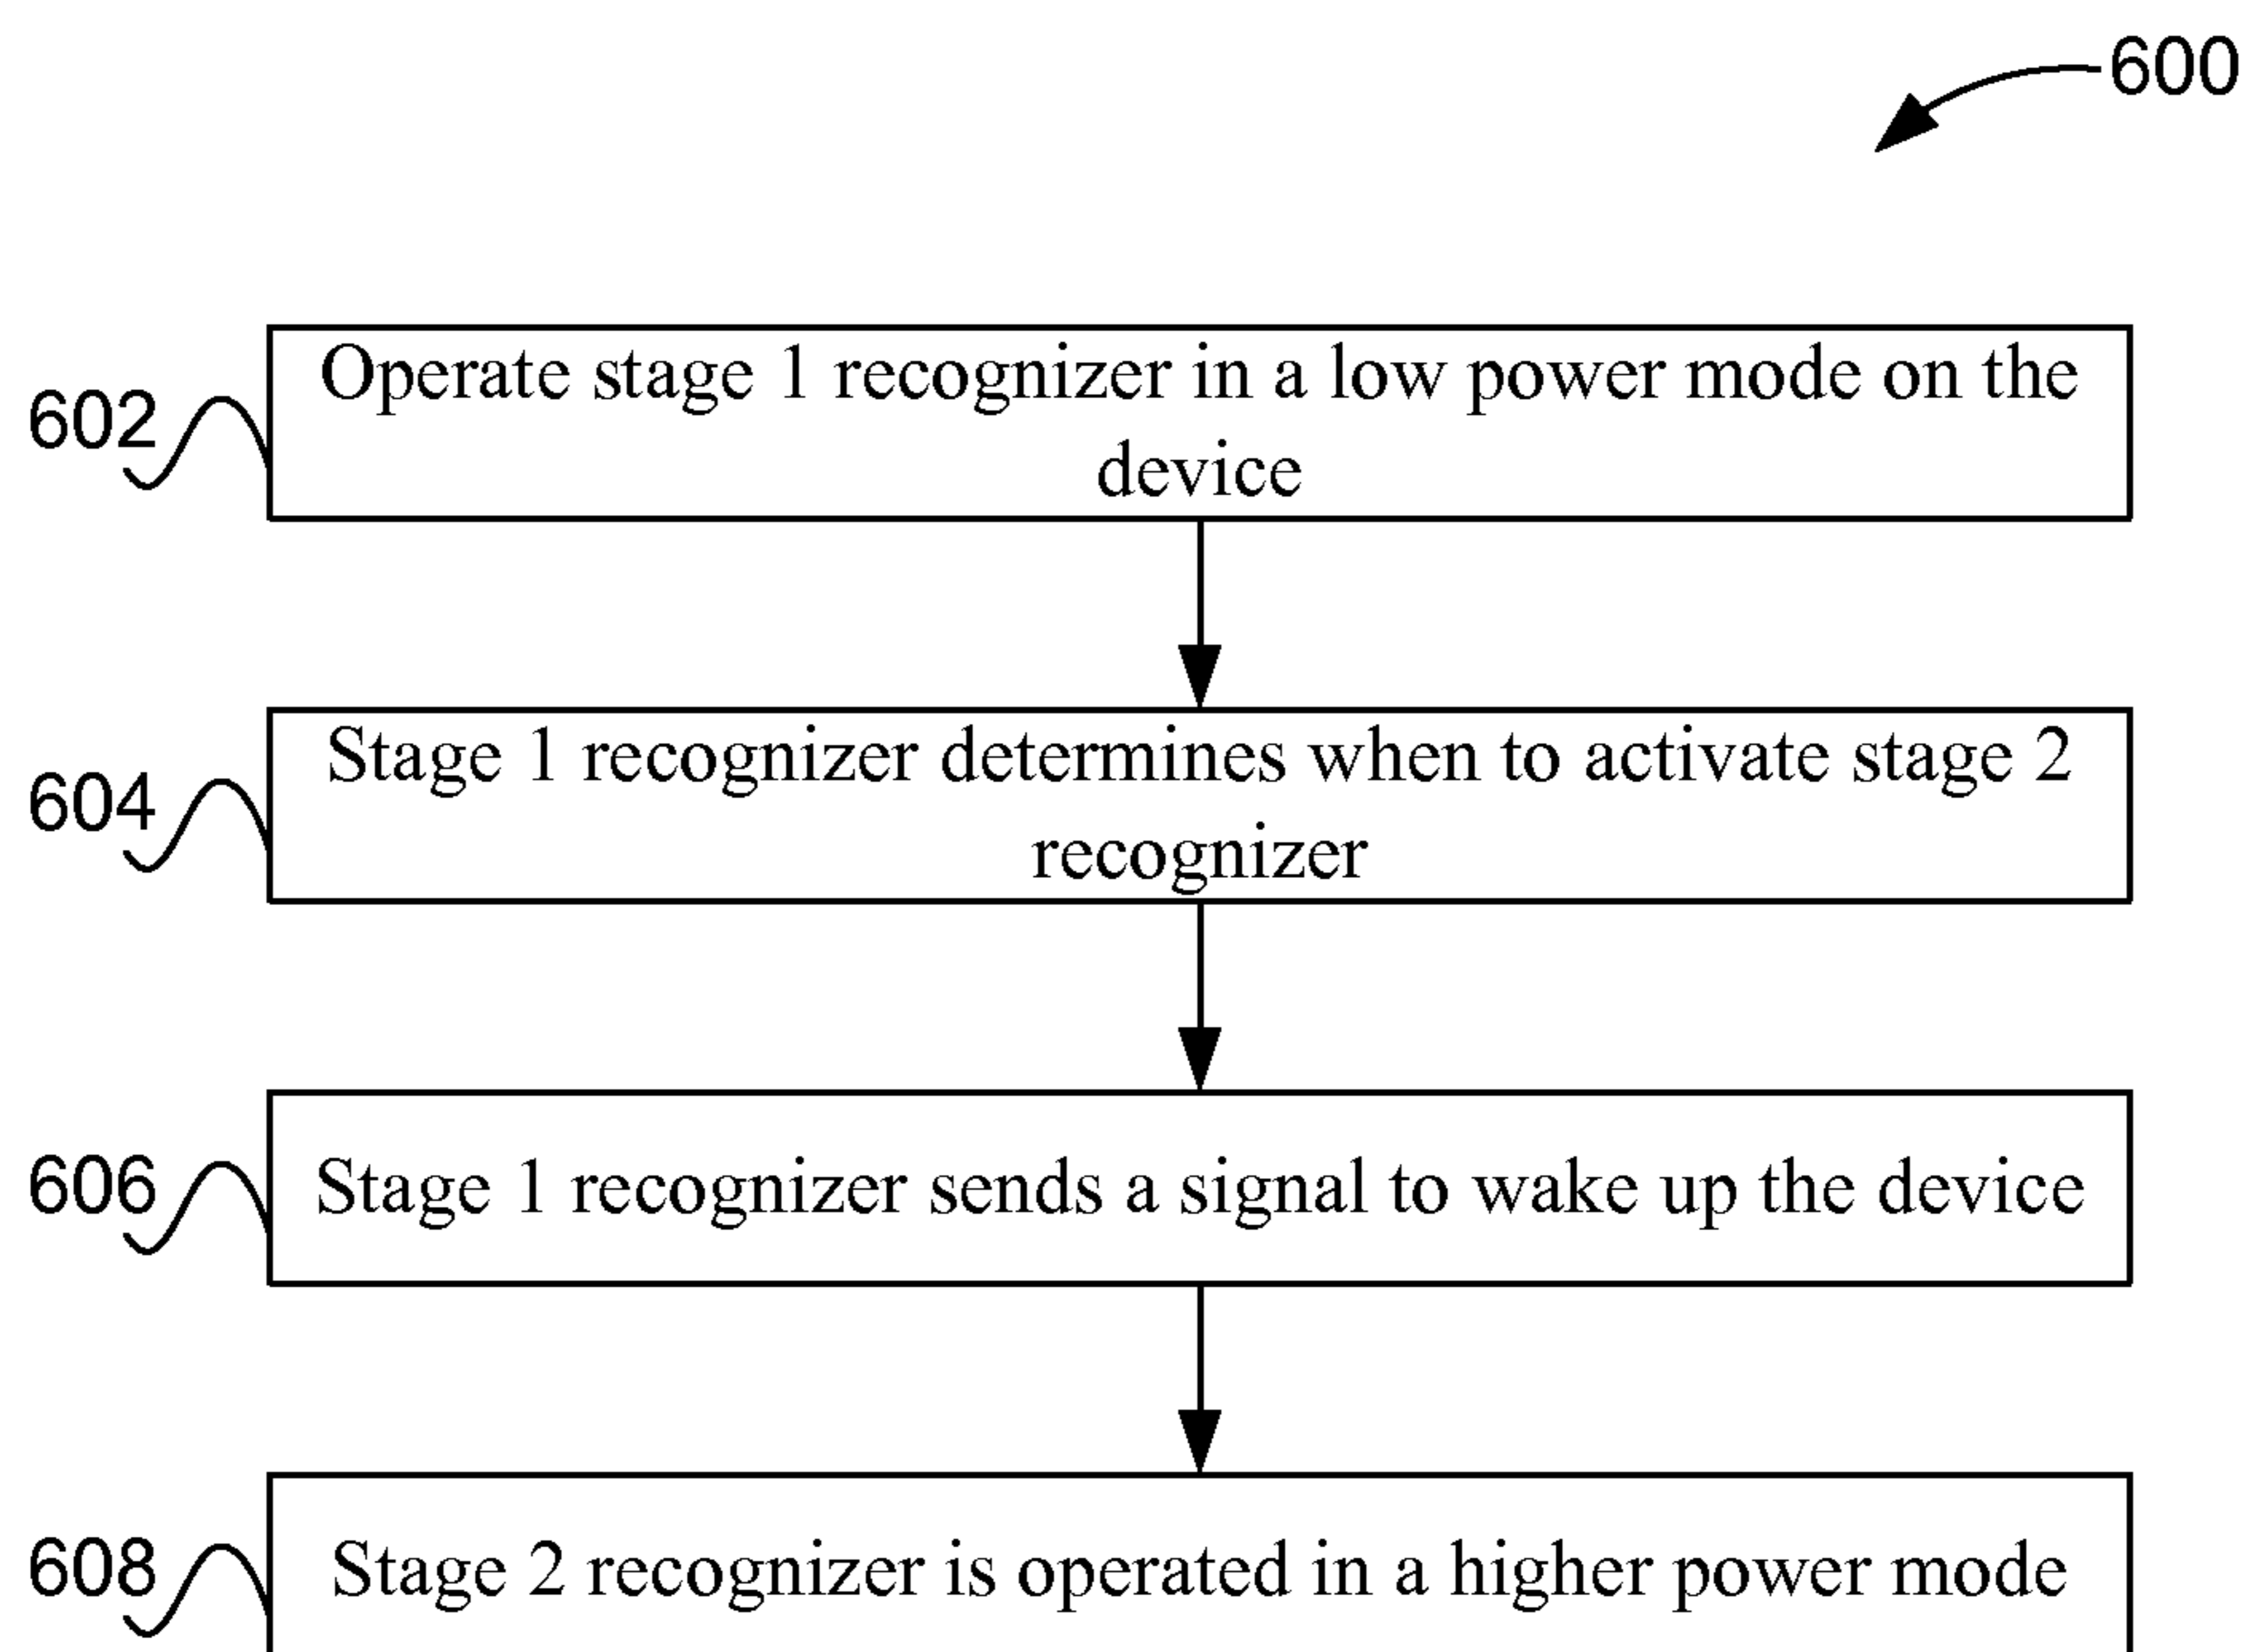 600
Operate stage 1 recognizer in a low power mode on the
device
602
Stage 1 recognizer determines when to activate stage 2
recognizer
604
Stage 1 recognizer sends a signal to wake up the device
606
Stage 2 recognizer is operated in a higher power mode
608